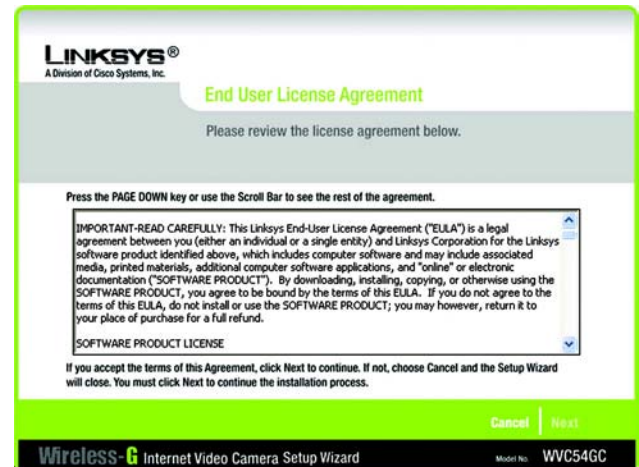 LINKSYS®
A Division of Cisco Systems, Inc.
End User License Agreement
Please review the license agreement below.
Press the PAGE DOWN key or use the Scroll Bar to see the rest of the agreement.
IMPORTANT-READ CAREFULLY: This Linksys End-User License Agreement ("EULA") is a legal
agreement between you (either an individual or a single entity) and Linksys Corporation for the Linksys
software product identified above, which includes computer software and may include associated
media, printed materials, additional computer software applications, and "online" or electronic
documentation ("SOFTWARE PRODUCT"). By downloading, installing, copying, or otherwise using the
SOFTWARE PRODUCT, you agree to be bound by the terms of this EULA. If you do not agree to the
terms of this EULA, do not install or use the SOFTWARE PRODUCT; you may however, return it to
your place of purchase for a full refund.
SOFTWARE PRODUCT LICENSE
If you accept the terms of this Agreement, click Next to continue. If not, choose Cancel and the Setup Wizard
will close. You must click Next to continue the installation process.
Cancel Next
Wireless-G Internet Video Camera Setup Wizard Model No. WVC54GC